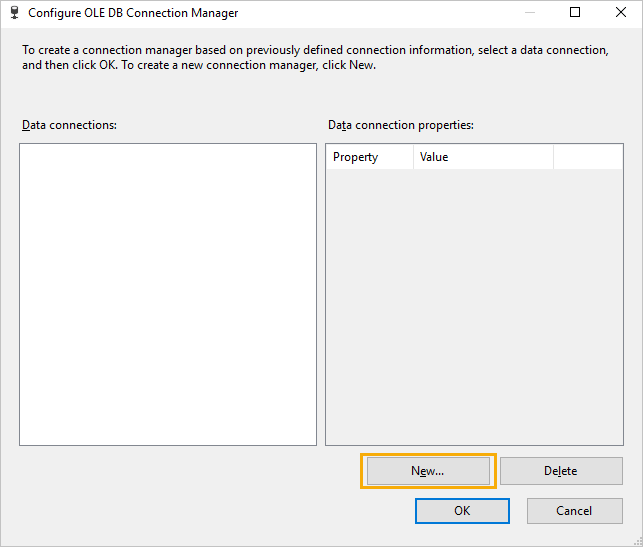 Configure OLE DB Connection Manager
To create a connection manager based on previously defined connection information, select a data connection,
and then click OK. To create a new connection manager, click New.
Data connections:
Data connection properties:
Property Value
New...
Delete
OK
Cancel